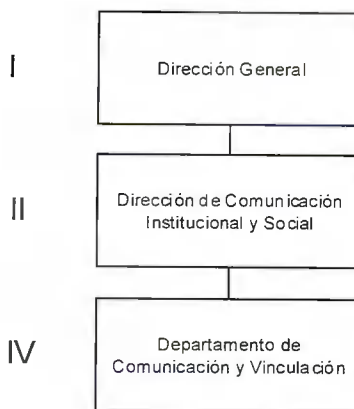 I
Dirección General
II
Dirección de Comunicación
Institucional y Social
IV
Departamento de
Comunicación y Vinculación